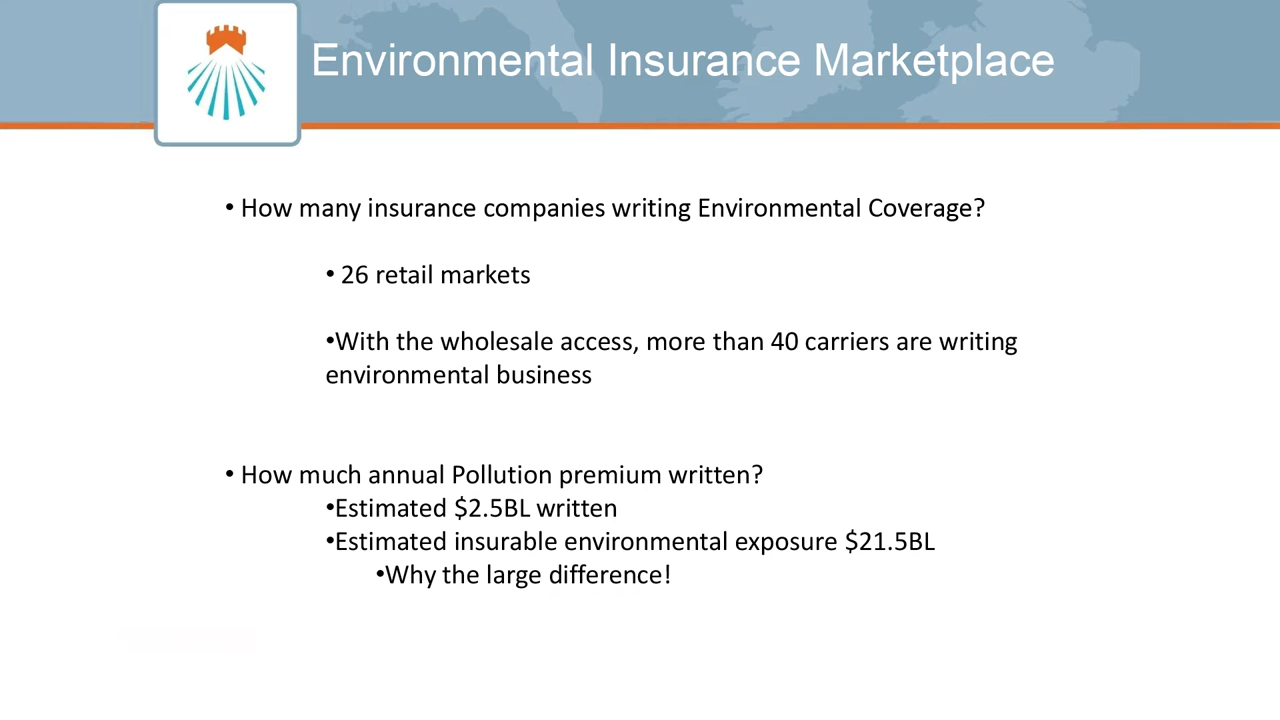 Environmental Insurance Marketplace
• How many insurance companies writing Environmental Coverage?
• 26 retail markets
•With the wholesale access, more than 40 carriers are writing
environmental business
• How much annual Pollution premium written?
•Estimated $2.5BL written
•Estimated insurable environmental exposure $21.5BL
•Why the large difference!